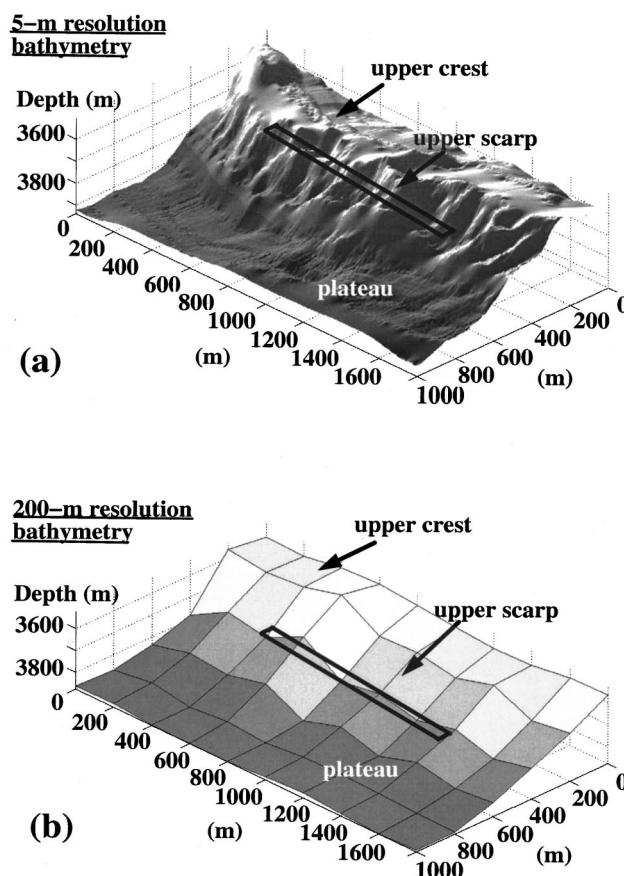 5-m resolution
bathymetry
upper crest
Depth (m)
upper scarp
3600
3800
0
200
400
600
800
1000
1200
1400
1600
(m)
plateau
0
200
400
600
800
1000
(m)
(a)
200-m resolution
bathymetry
upper crest
Depth (m)
upper scarp
3600
3800
0
200
400
600
800
1000
1200
1400
1600
(m)
plateau
0
200
400
600
800
1000
(m)
(b)